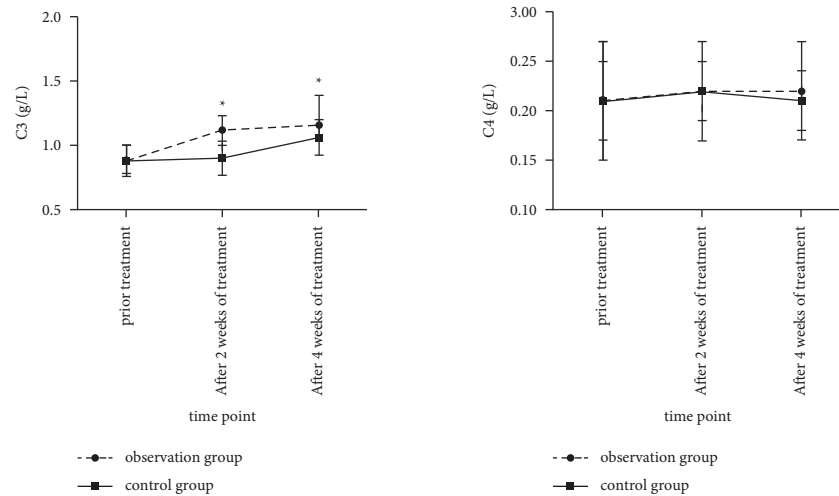 2.0
1.5
1.0
0.5
C3 (g/L)
*
*
prior treatment
After 2 weeks of treatment
After 4 weeks of treatment
time point
observation group
control group
3.00
0.25
0.20
0.15
0.10
C4 (g/L)
prior treatment
After 2 weeks of treatment
After 4 weeks of treatment
time point
observation group
control group